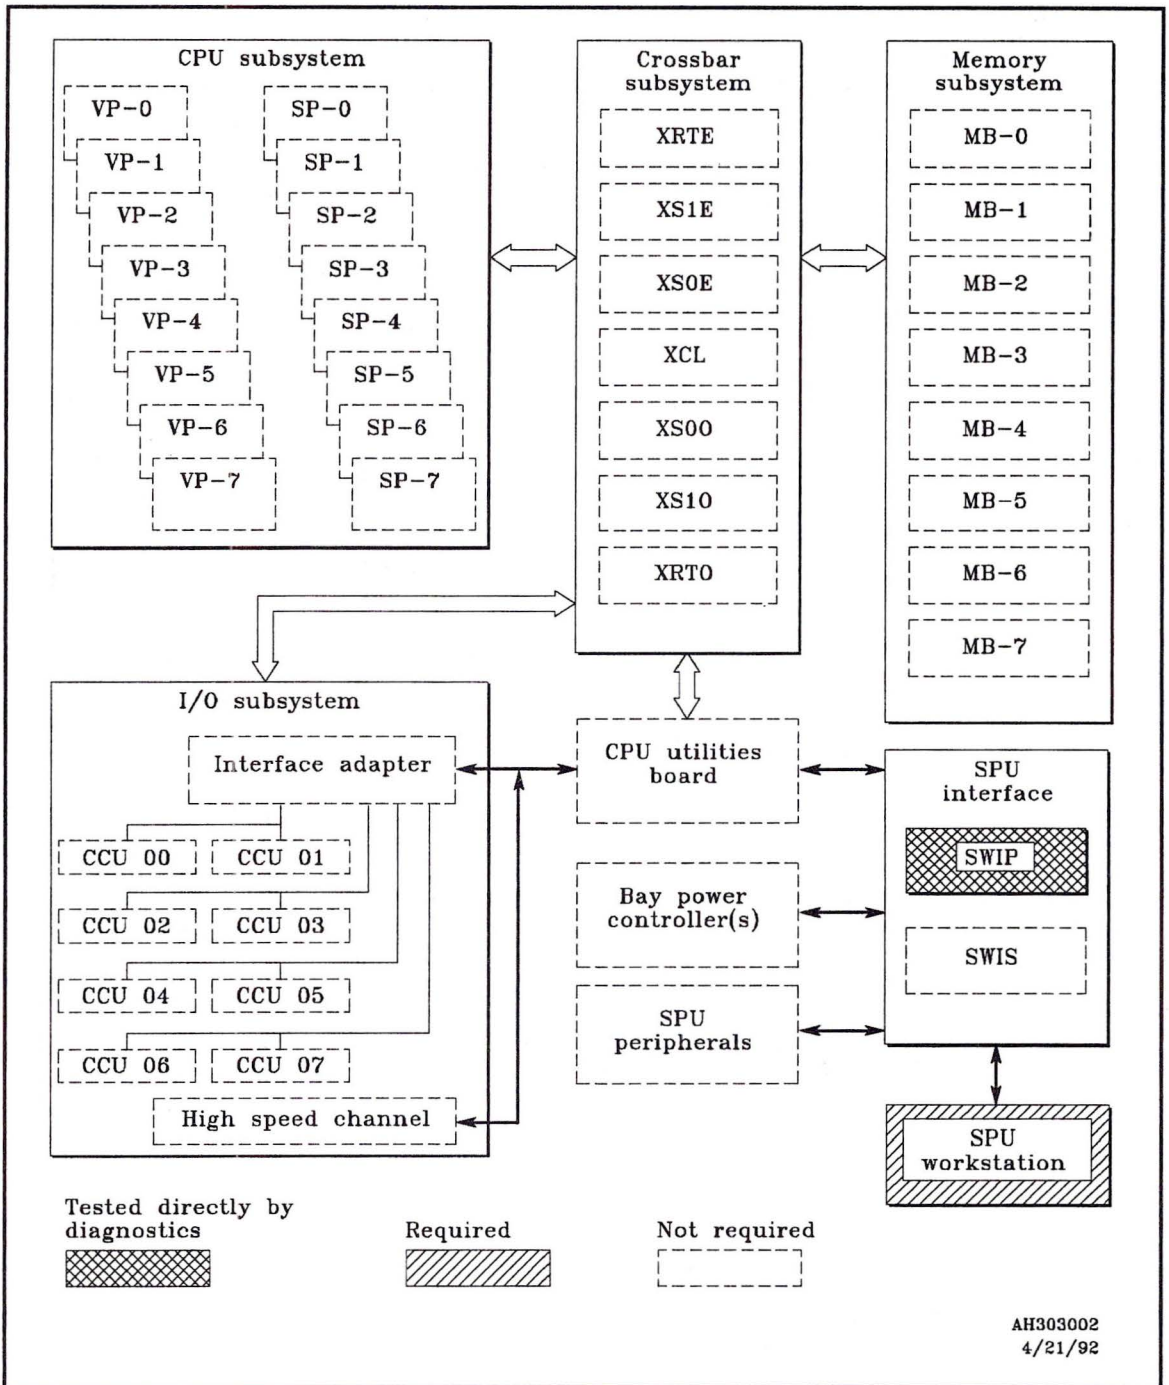 CPU subsystem
VP-0
VP-1
VP-2
VP-3
VP-4
VP-5
VP-6
VP-7
SP-0
SP-1
SP-2
SP-3
SP-4
SP-5
SP-6
SP-7
Crossbar
subsystem
XRTE
XS1E
XS0E
XCL
XS0O
XS1O
XRTO
Memory
subsystem
MB-0
MB-1
MB-2
MB-3
MB-4
MB-5
MB-6
MB-7
I/O subsystem
Interface adapter
CCU 00
CCU 01
CCU 02
CCU 03
CCU 04
CCU 05
CCU 06
CCU 07
High speed channel
CPU utilities
board
Bay power
controller(s)
SPU
peripherals
SPU
interface
SWIP
SWIS
SPU
workstation
Tested directly by
diagnostics
Required
Not required
AH303002
4/21/92